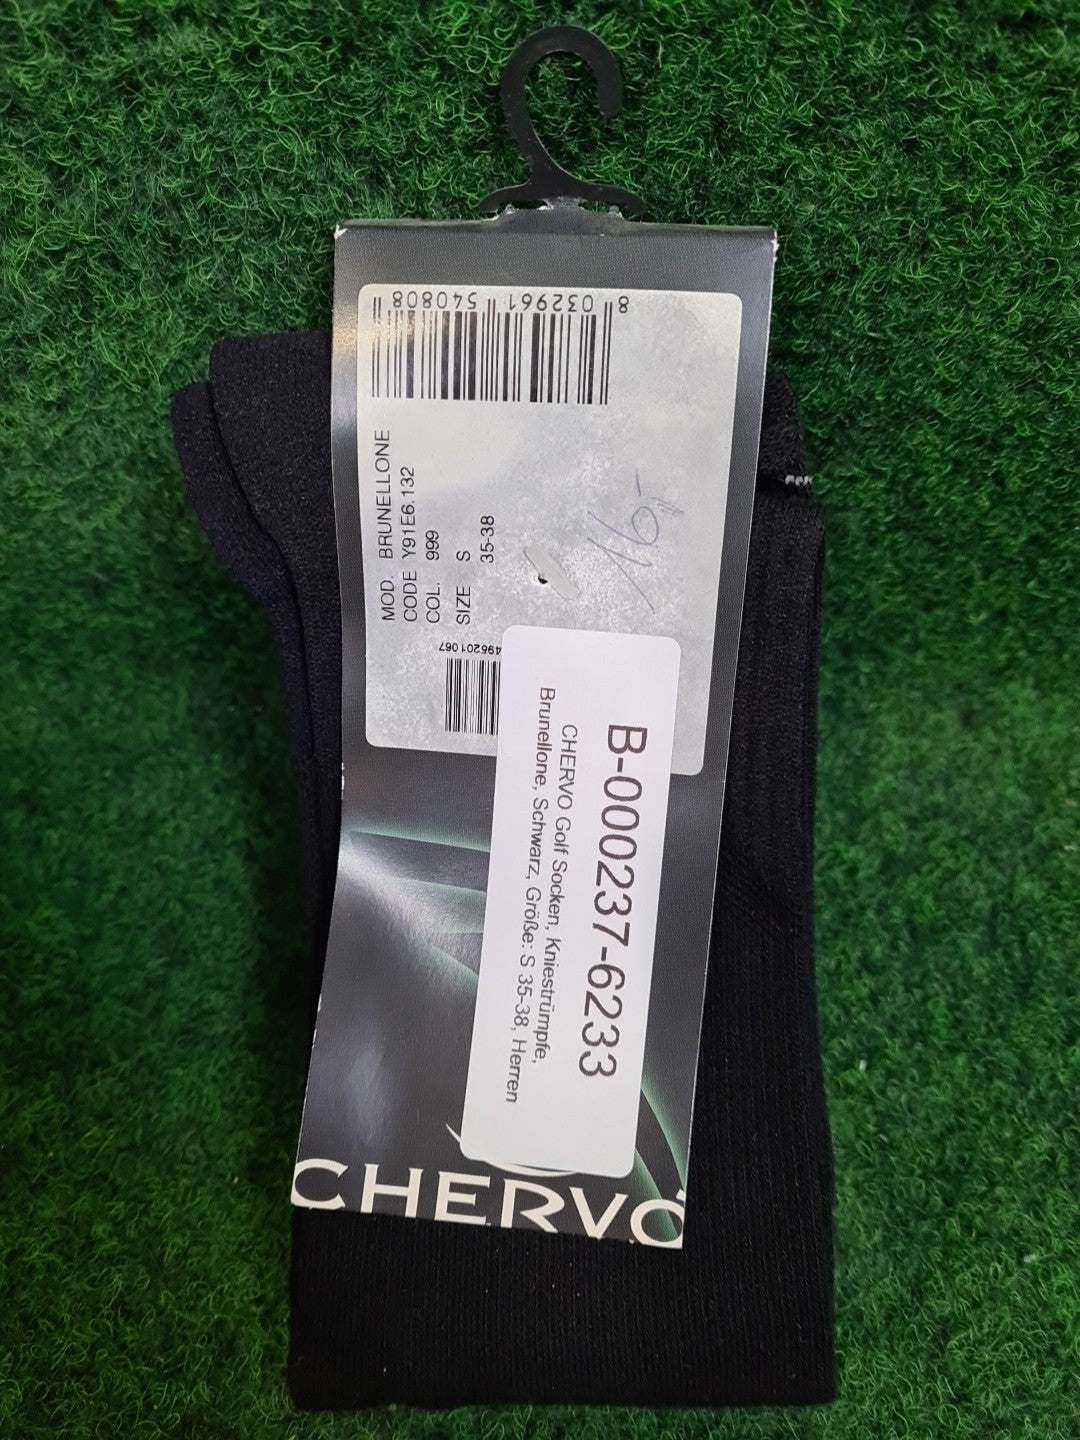 8 032961 540808
MOD. BRUNELLONE
CODE Y91E6.132
COL. 999
SIZE S
35-38
495201067
B-000237-6233
CHERVO Golf Socken, Kniestrümpfe,
Brunellone, Schwarz, Größe: S 35-38, Herren
CHERVÒ